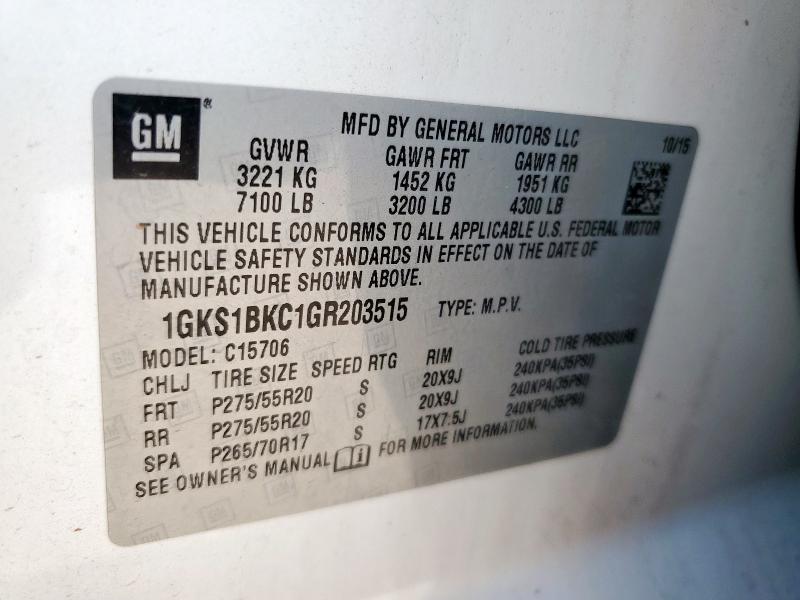 GM ®
MFD BY GENERAL MOTORS LLC 10/15
GVWR GAWR FRT GAWR RR
3221 KG 1452 KG 1951 KG
7100 LB 3200 LB 4300 LB
THIS VEHICLE CONFORMS TO ALL APPLICABLE U.S. FEDERAL MOTOR
VEHICLE SAFETY STANDARDS IN EFFECT ON THE DATE OF
MANUFACTURE SHOWN ABOVE.
1GKS1BKC1GR203515 TYPE: M.P.V.
MODEL: C15706
CHLJ TIRE SIZE SPEED RTG RIM COLD TIRE PRESSURE
FRT P275/55R20 S 20X9J 240KPA(35PSI)
RR P275/55R20 S 20X9J 240KPA(35PSI)
SPA P265/70R17 S 17X7.5J 240KPA(35PSI)
SEE OWNER'S MANUAL FOR MORE INFORMATION.